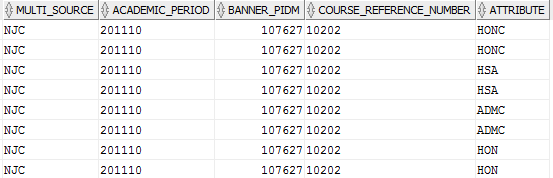 MULTI_SOURCE ACADEMIC_PERIOD BANNER_PIDM COURSE_REFERENCE_NUMBER ATTRIBUTE
NJC 201110 107627 10202 HONC
NJC 201110 107627 10202 HONC
NJC 201110 107627 10202 HSA
NJC 201110 107627 10202 HSA
NJC 201110 107627 10202 ADMC
NJC 201110 107627 10202 ADMC
NJC 201110 107627 10202 HON
NJC 201110 107627 10202 HON